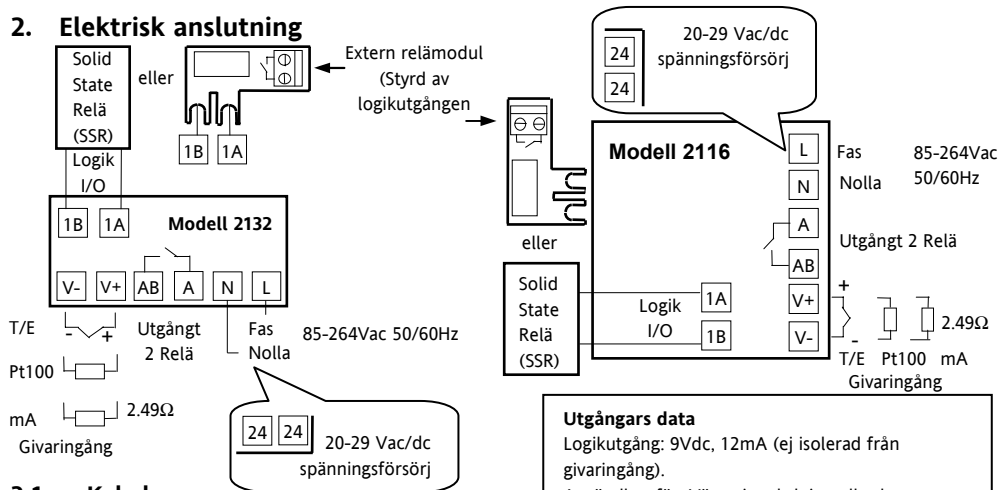 2. Elektrisk anslutning
Solid
State
Relä
(SSR)
eller
1B 1A
Extern relämodul
(Styrd av
logikutgången
Logik
I/O
1B 1A
Modell 2132
V- V+ AB A N L
T/E
- +
Utgångt
2 Relä
Fas
Nolla
85-264Vac 50/60Hz
Pt100
mA
2.49Ω
Givaringång
24 24
20-29 Vac/dc
spänningsförsörj
24
24
20-29 Vac/dc
spänningsförsörj
eller
Solid
State
Relä
(SSR)
Modell 2116
Logik
I/O
1A
1B
L
N
A
AB
V+
V-
Fas
Nolla
85-264Vac
50/60Hz
Utgångt 2 Relä
+
-
2.49Ω
T/E Pt100 mA
Givaringång
Utgångars data
Logikutgång: 9Vdc, 12mA (ej isolerad från
givaringång).